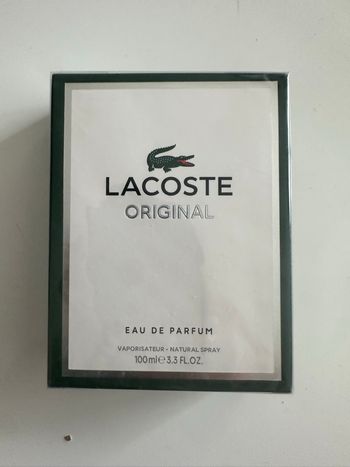 LACOSTE
ORIGINAL
EAU DE PARFUM
VAPORISATEUR - NATURAL SPRAY
100ml℮3.3 FL.OZ.